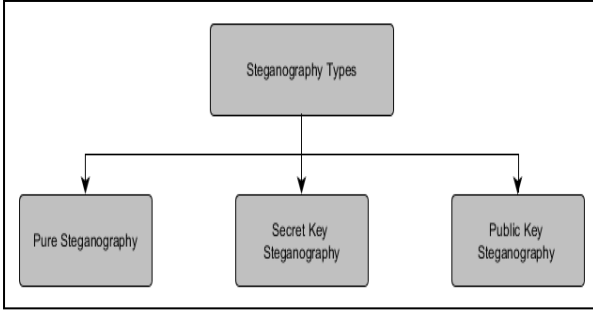 Steganography Types
Pure Steganography
Secret Key
Steganography
Public Key
Steganography